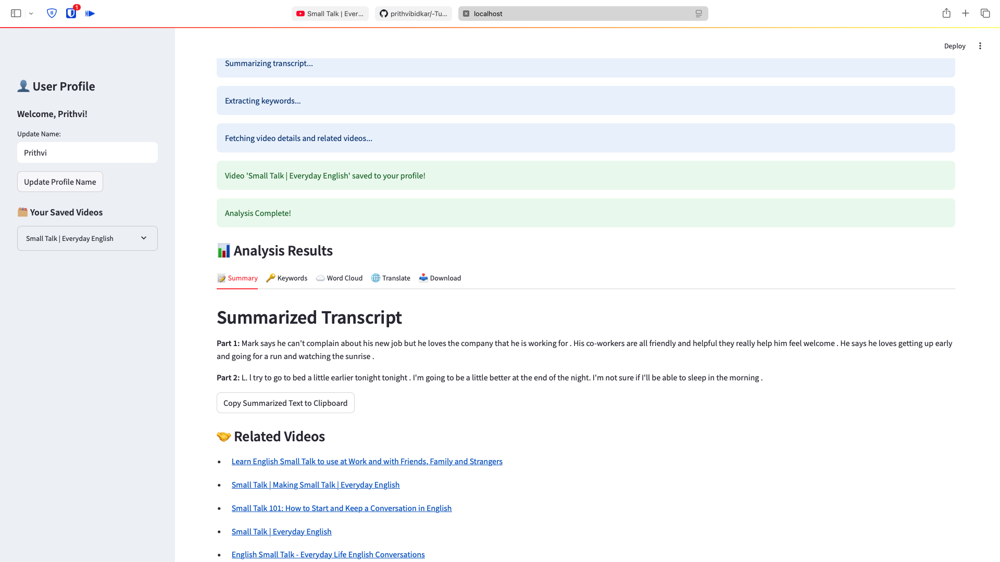 1
Small Talk | Ever...
prithvibidkar/-Tu...
localhost
Deploy
User Profile
Welcome, Prithvi!
Update Name:
Prithvi
Update Profile Name
Your Saved Videos
Small Talk | Everyday English
Summarizing transcript...
Extracting keywords...
Fetching video details and related videos...
Video 'Small Talk | Everyday English' saved to your profile!
Analysis Complete!
Analysis Results
Summary
Keywords
Word Cloud
Translate
Download
Summarized Transcript
Part 1: Mark says he can't complain about his new job but he loves the company that he is working for . His co-workers are all friendly and helpful they really help him feel welcome . He says he loves getting up early
and going for a run and watching the sunrise .
Part 2: L. l try to go to bed a little earlier tonight tonight . I'm going to be a little better at the end of the night. I'm not sure if I'll be able to sleep in the morning .
Copy Summarized Text to Clipboard
Related Videos
Learn English Small Talk to use at Work and with Friends, Family and Strangers
Small Talk | Making Small Talk | Everyday English
Small Talk 101: How to Start and Keep a Conversation in English
Small Talk | Everyday English
English Small Talk - Everyday Life English Conversations